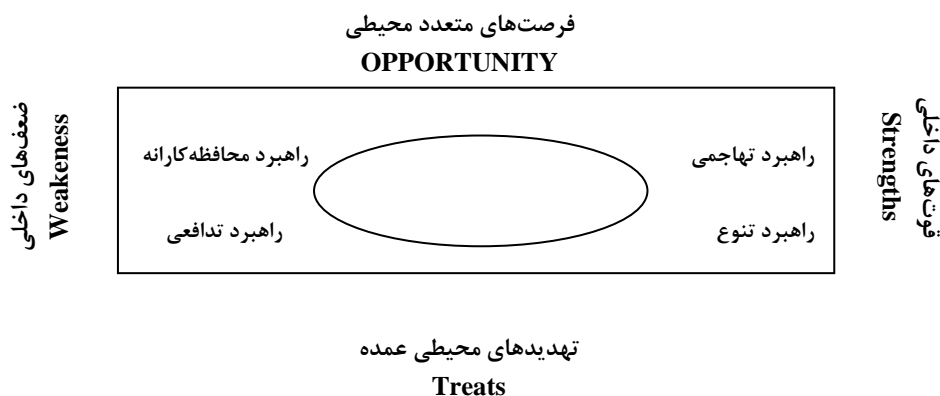 فرصت‌های متعدد محیطی
OPPORTUNITY
قوت‌های داخلی
Strengths
راهبرد تهاجمی
راهبرد محافظه‌کارانه
ضعف‌های داخلی
Weakeness
راهبرد تنوع
راهبرد تدافعی
تهدیدهای محیطی عمده
Treats